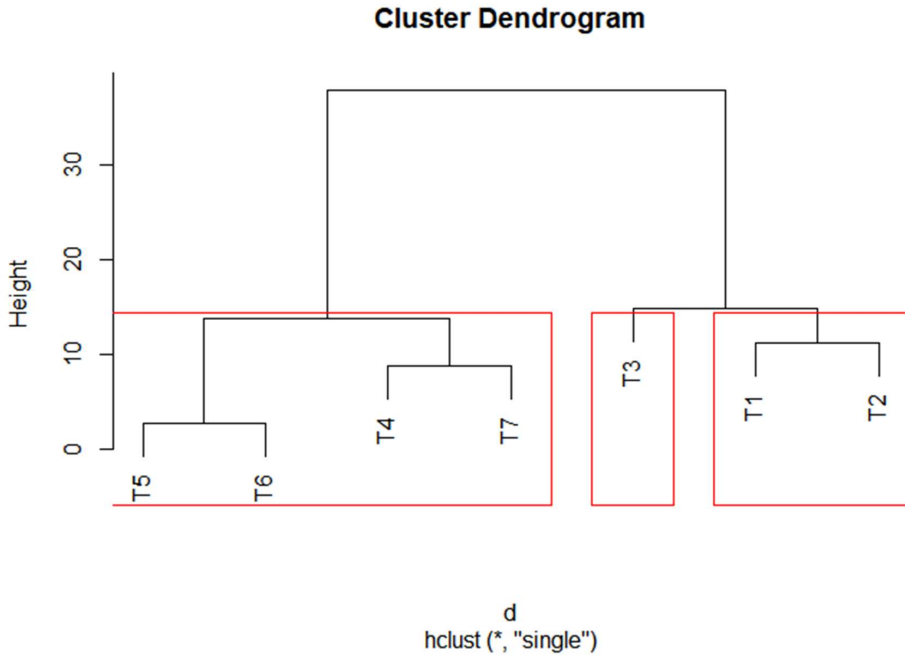 Cluster Dendrogram
Height
30
20
10
0
T3
T1
T2
T4
T7
T5
T6
d
hclust (*, "single")